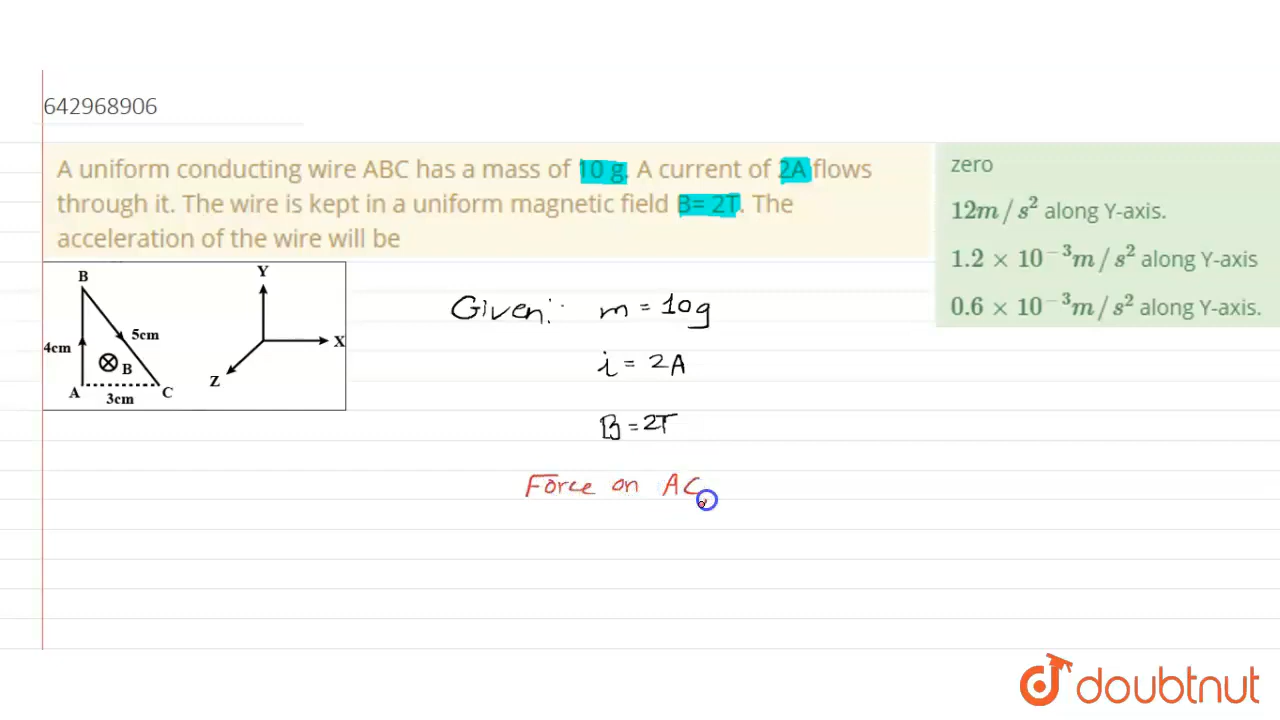 642968906
A uniform conducting wire ABC has a mass of 10 g. A current of 2A flows
through it. The wire is kept in a uniform magnetic field B= 2T. The
acceleration of the wire will be
zero
12m/s² along Y-axis.
1.2 × 10⁻³m/s² along Y-axis
0.6 × 10⁻³m/s² along Y-axis.
B
5cm
4cm
B
A
3cm
C
Y
X
Z
Given:- m = 10g
i = 2A
B = 2T
Force on AC,
doubtnut